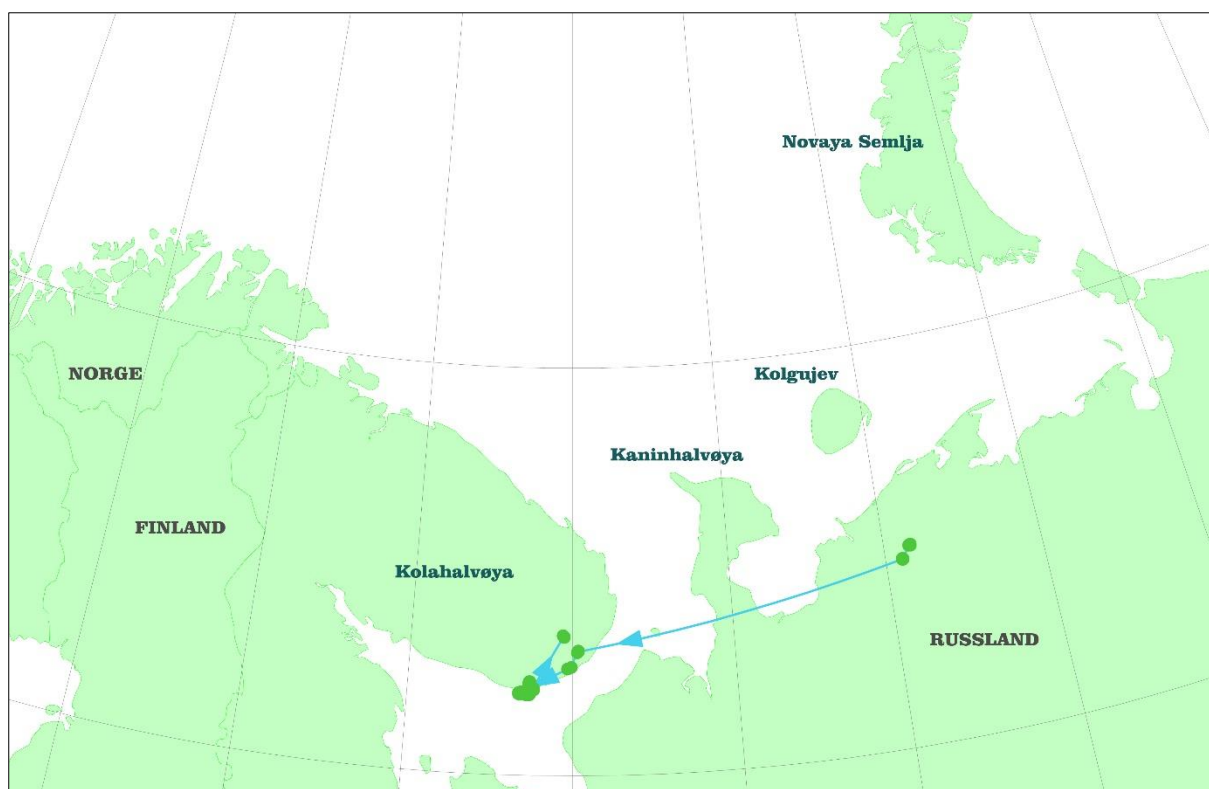 Novaya Semlja
NORGE
Kolgujev
Kaninhalvøya
FINLAND
Kolahalvøya
RUSSLAND